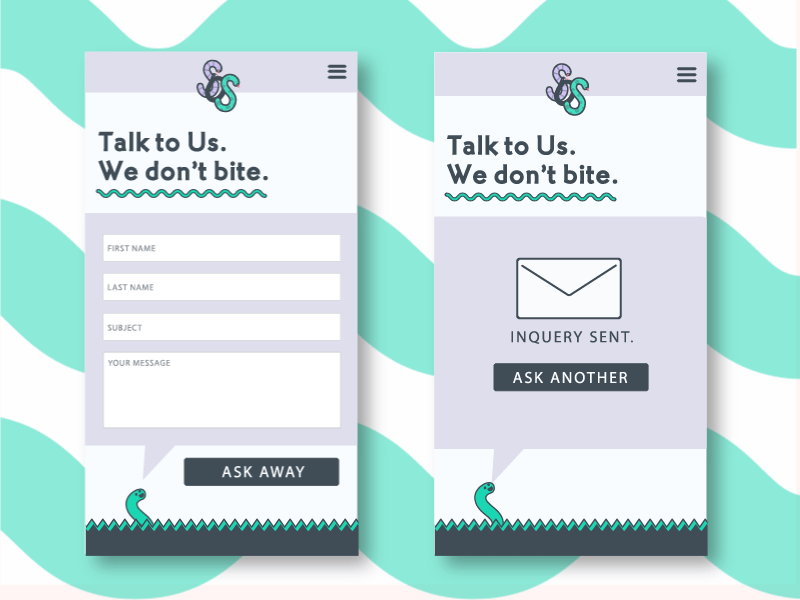 Talk to Us.
We don't bite.
FIRST NAME
LAST NAME
SUBJECT
YOUR MESSAGE
ASK AWAY
Talk to Us.
We don't bite.
INQUERY SENT.
ASK ANOTHER